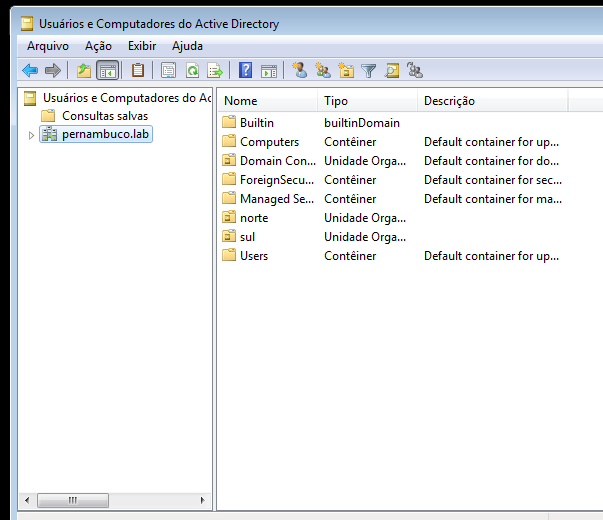 Usuários e Computadores do Active Directory
Arquivo Ação Exibir Ajuda
Usuários e Computadores do Ac
Consultas salvas
pernambuco.lab
Nome Tipo Descrição
Builtin builtinDomain
Computers Contêiner Default container for up...
Domain Con... Unidade Orga... Default container for do...
ForeignSecu... Contêiner Default container for sec...
Managed Se... Contêiner Default container for ma...
norte Unidade Orga...
sul Unidade Orga...
Users Contêiner Default container for up...